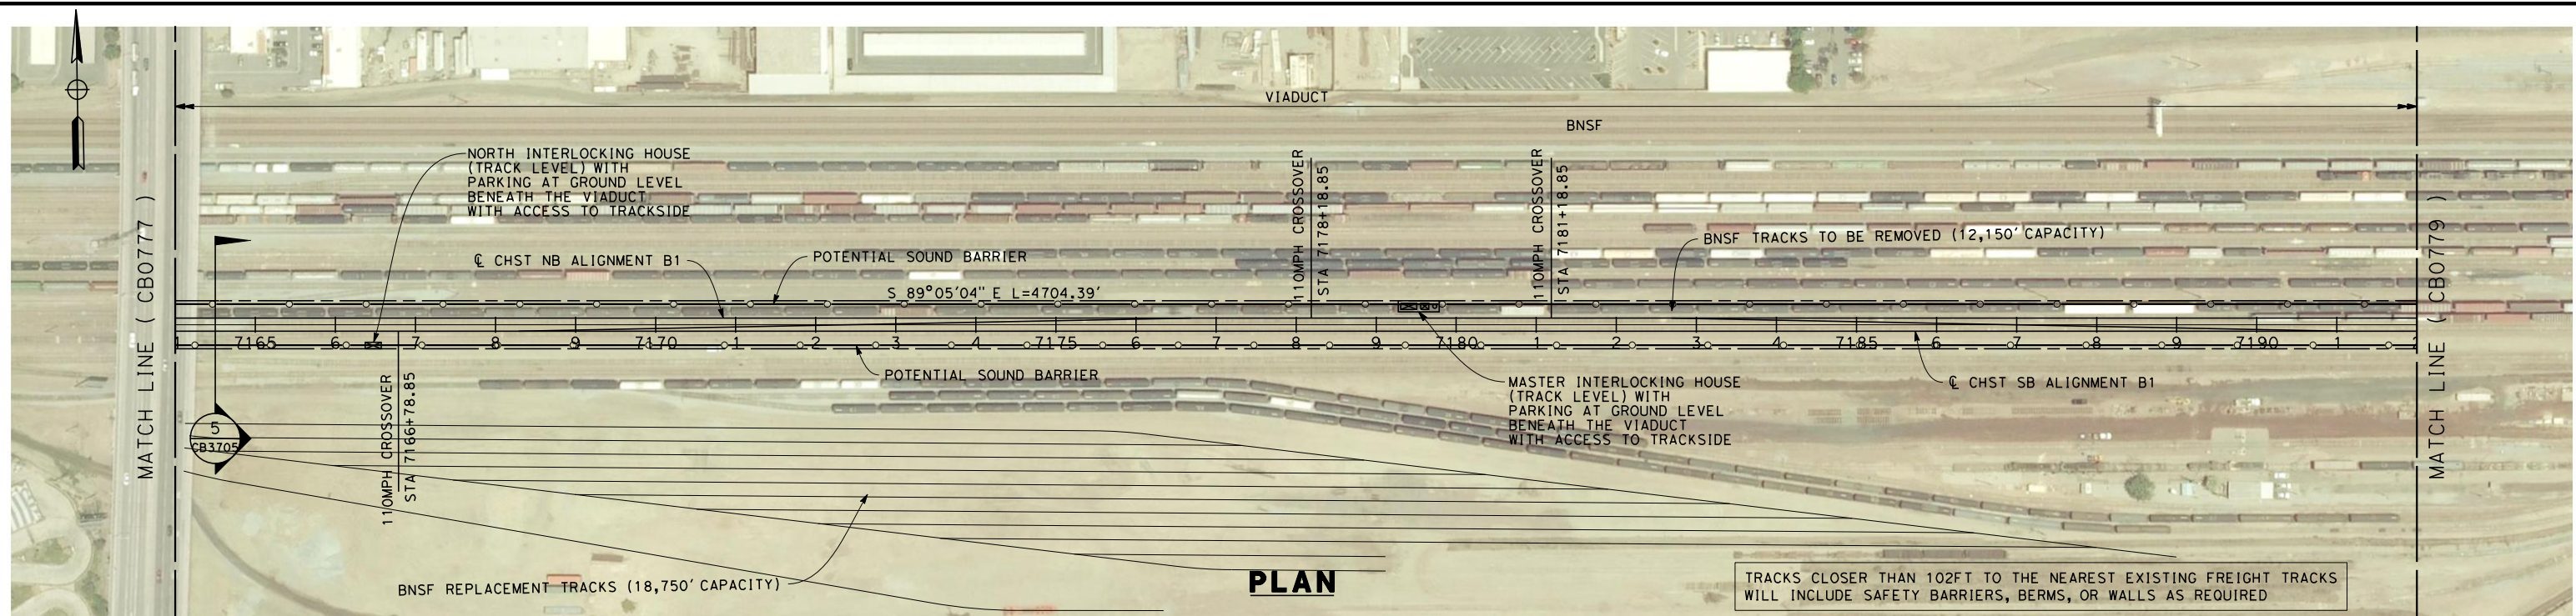 VIADUCT
BNSF
NORTH INTERLOCKING HOUSE
(TRACK LEVEL) WITH
PARKING AT GROUND LEVEL
BENEATH THE VIADUCT
WITH ACCESS TO TRACKSIDE
℄ CHST NB ALIGNMENT B1
POTENTIAL SOUND BARRIER
S 89°05'04" E L=4704.39'
110MPH CROSSOVER
STA 7178+18.85
110MPH CROSSOVER
STA 7181+18.85
BNSF TRACKS TO BE REMOVED (12,150' CAPACITY)
MATCH LINE ( CB0777 )
MATCH LINE ( CB0779 )
7165 6 7 8 9 7170 1 2 3 4 7175 6 7 8 9 7180 1 2 3 4 7185 6 7 8 9 7190 1
POTENTIAL SOUND BARRIER
110MPH CROSSOVER
STA 7166+78.85
MASTER INTERLOCKING HOUSE
(TRACK LEVEL) WITH
PARKING AT GROUND LEVEL
BENEATH THE VIADUCT
WITH ACCESS TO TRACKSIDE
℄ CHST SB ALIGNMENT B1
5
CB3705
BNSF REPLACEMENT TRACKS (18,750' CAPACITY)
PLAN
TRACKS CLOSER THAN 102FT TO THE NEAREST EXISTING FREIGHT TRACKS
WILL INCLUDE SAFETY BARRIERS, BERMS, OR WALLS AS REQUIRED